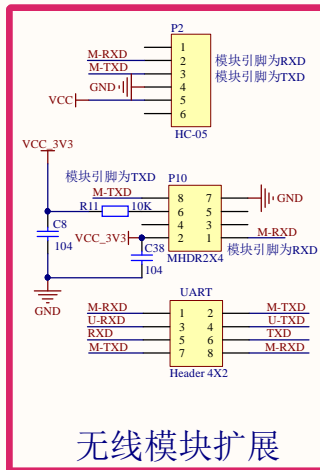 P2
1
M-RXD 2 模块引脚为RXD
M-TXD 3 模块引脚为TXD
GND 4
VCC 5
6
HC-05
VCC_3V3
模块引脚为TXD P10
M-TXD 8 7 GND
R11 10K 6 5
C8 4 3 M-RXD
104 VCC_3V3 2 1
C38 模块引脚为RXD
104 MHDR2X4
GND
UART
M-RXD 1 2 M-TXD
U-RXD 3 4 U-TXD
RXD 5 6 TXD
M-TXD 7 8 M-RXD
Header 4X2
无线模块扩展